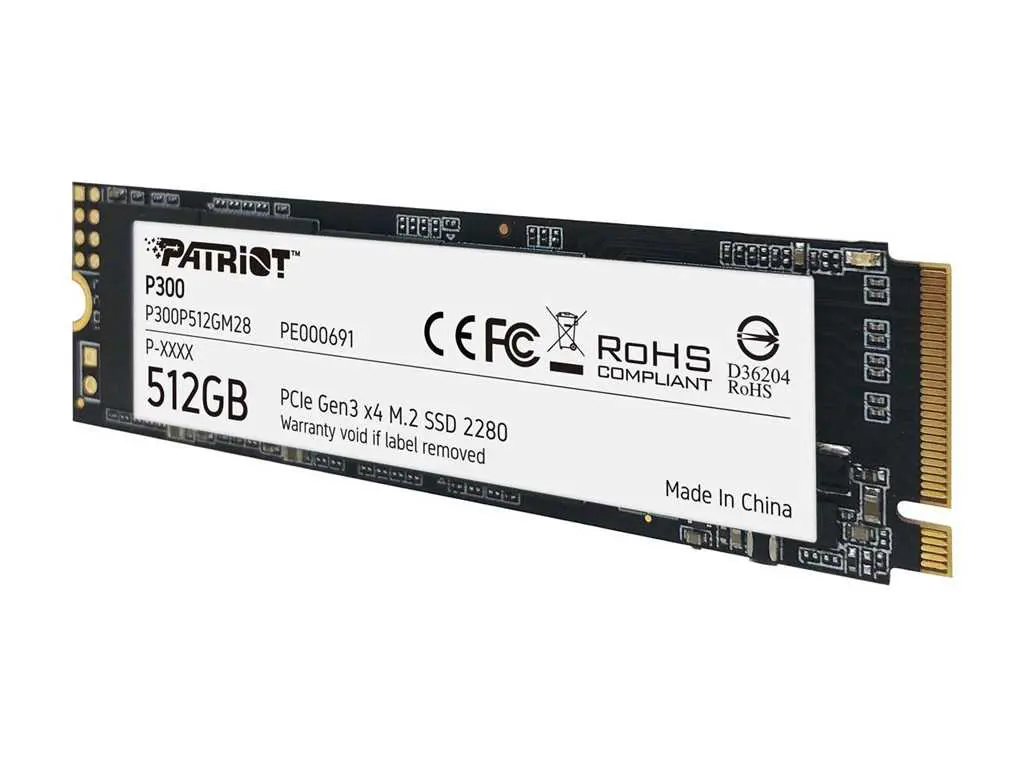 PATRIOT™
P300
P300P512GM28 PE000691
P-XXXX
512GB
PCIe Gen3 x4 M.2 SSD 2280
Warranty void if label removed
CE FC RoHS
COMPLIANT
D36204
RoHS
Made In China